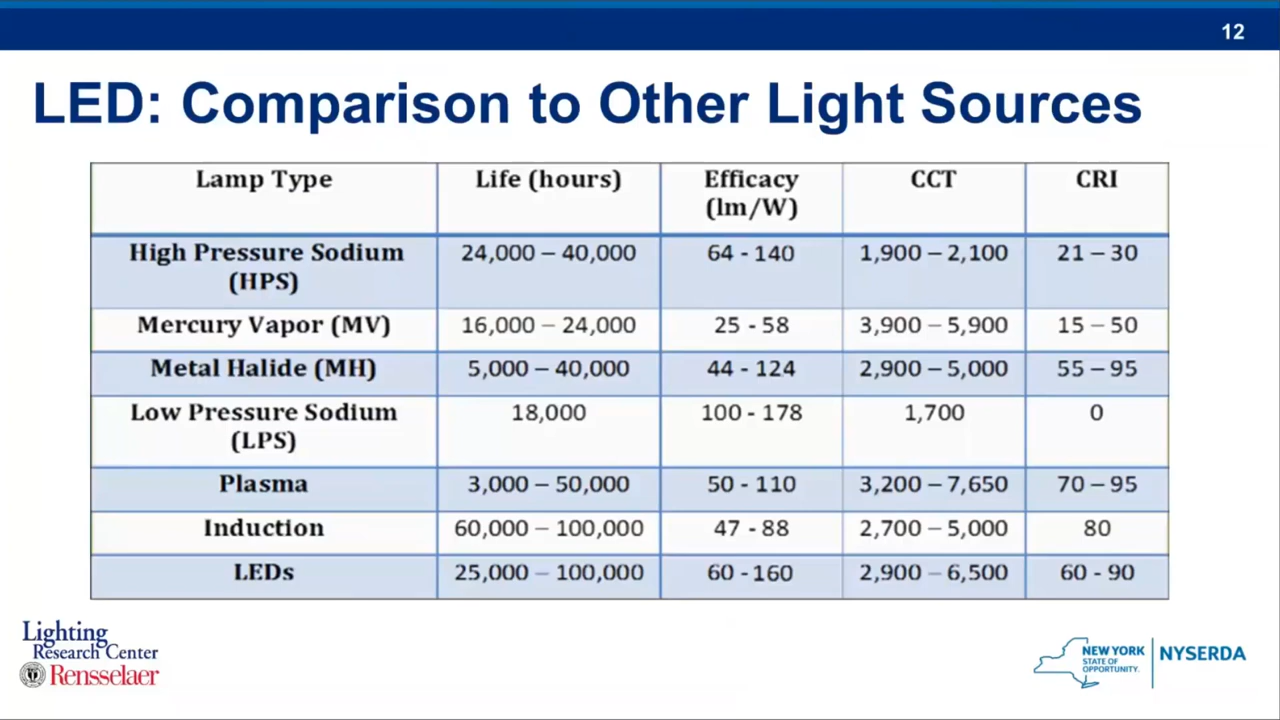 12
LED: Comparison to Other Light Sources
Lamp Type Life (hours) Efficacy (lm/W) CCT CRI
High Pressure Sodium (HPS) 24,000 – 40,000 64 - 140 1,900 – 2,100 21 – 30
Mercury Vapor (MV) 16,000 – 24,000 25 - 58 3,900 – 5,900 15 – 50
Metal Halide (MH) 5,000 – 40,000 44 - 124 2,900 – 5,000 55 – 95
Low Pressure Sodium (LPS) 18,000 100 - 178 1,700 0
Plasma 3,000 – 50,000 50 - 110 3,200 – 7,650 70 – 95
Induction 60,000 – 100,000 47 - 88 2,700 – 5,000 80
LEDs 25,000 – 100,000 60 - 160 2,900 – 6,500 60 - 90
Lighting
Research Center
Rensselaer
NEW YORK
STATE OF
OPPORTUNITY.
NYSERDA